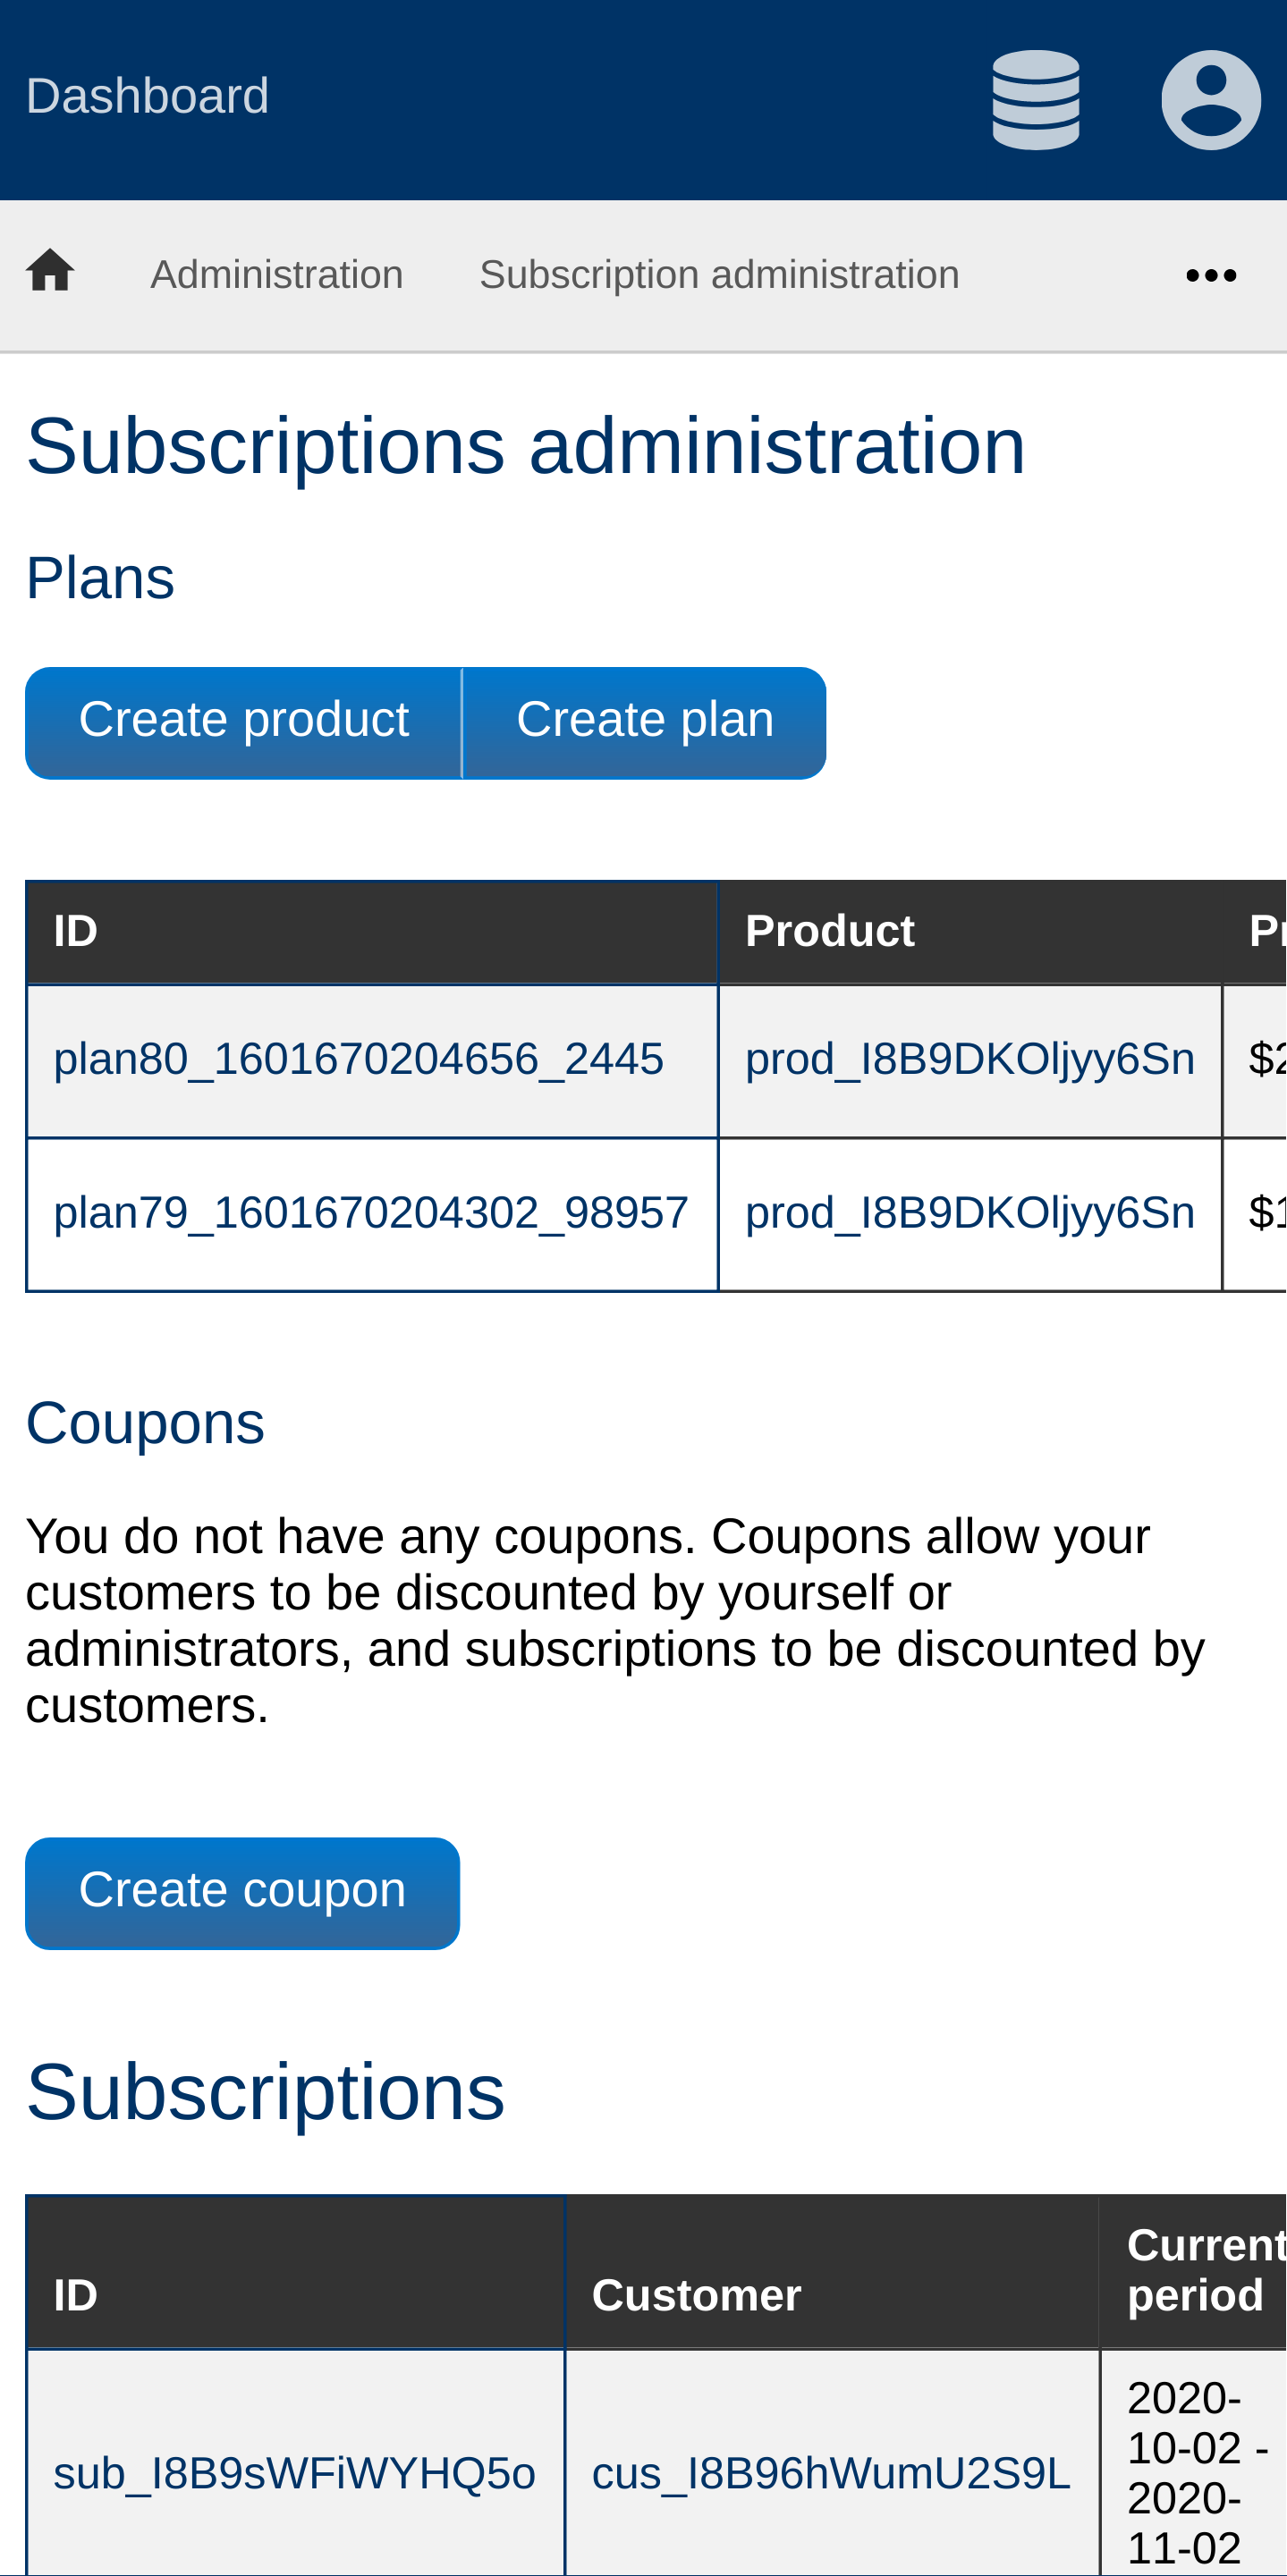 Dashboard
Administration Subscription administration •••
Subscriptions administration
Plans
Create product Create plan
ID Product
plan80_1601670204656_2445 prod_I8B9DKOljyy6Sn
plan79_1601670204302_98957 prod_I8B9DKOljyy6Sn
Coupons
You do not have any coupons. Coupons allow your
customers to be discounted by yourself or
administrators, and subscriptions to be discounted by
customers.
Create coupon
Subscriptions
ID Customer Current period
sub_I8B9sWFiWYHQ5o cus_I8B96hWumU2S9L 2020-
10-02 -
2020-
11-02